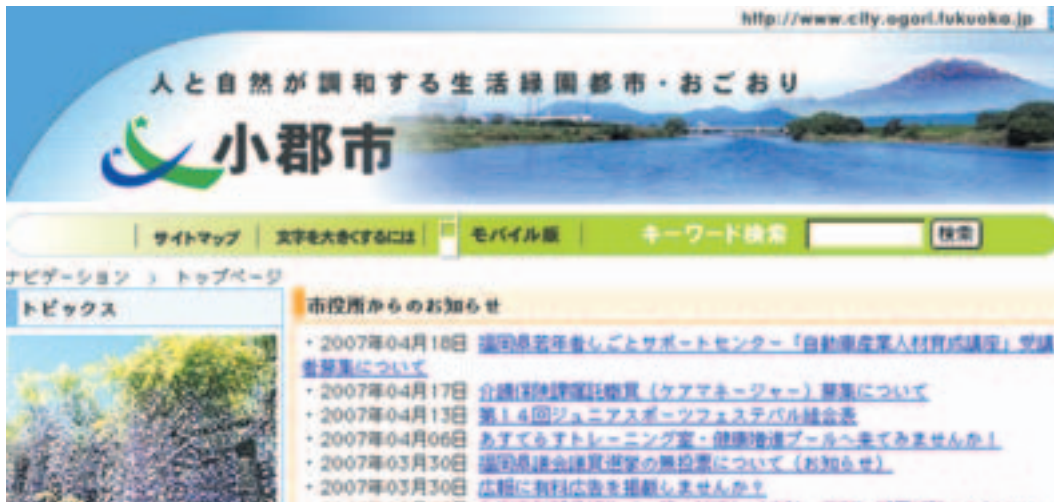 http://www.city.ogori.fukuoka.jp
人と自然が調和する生活緑園都市・おごおり
小郡市
サイトマップ 文字を大きくするには モバイル版 キーワード検索 検索
ナビゲーション > トップページ
トピックス
市役所からのお知らせ
・2007年04月18日 福岡県若年者しごとサポートセンター「自動車産業人材育成講座」受講
者募集について
・2007年04月17日 介護保険課嘱託職員（ケアマネージャー）募集について
・2007年04月13日 第１４回ジュニアスポーツフェステバル組合表
・2007年04月06日 あすてらすトレーニング室・健康増進プールへ来てみませんか！
・2007年03月30日 福岡県議会議員選挙の無投票について（お知らせ）
・2007年03月30日 広報に有料広告を掲載しませんか？